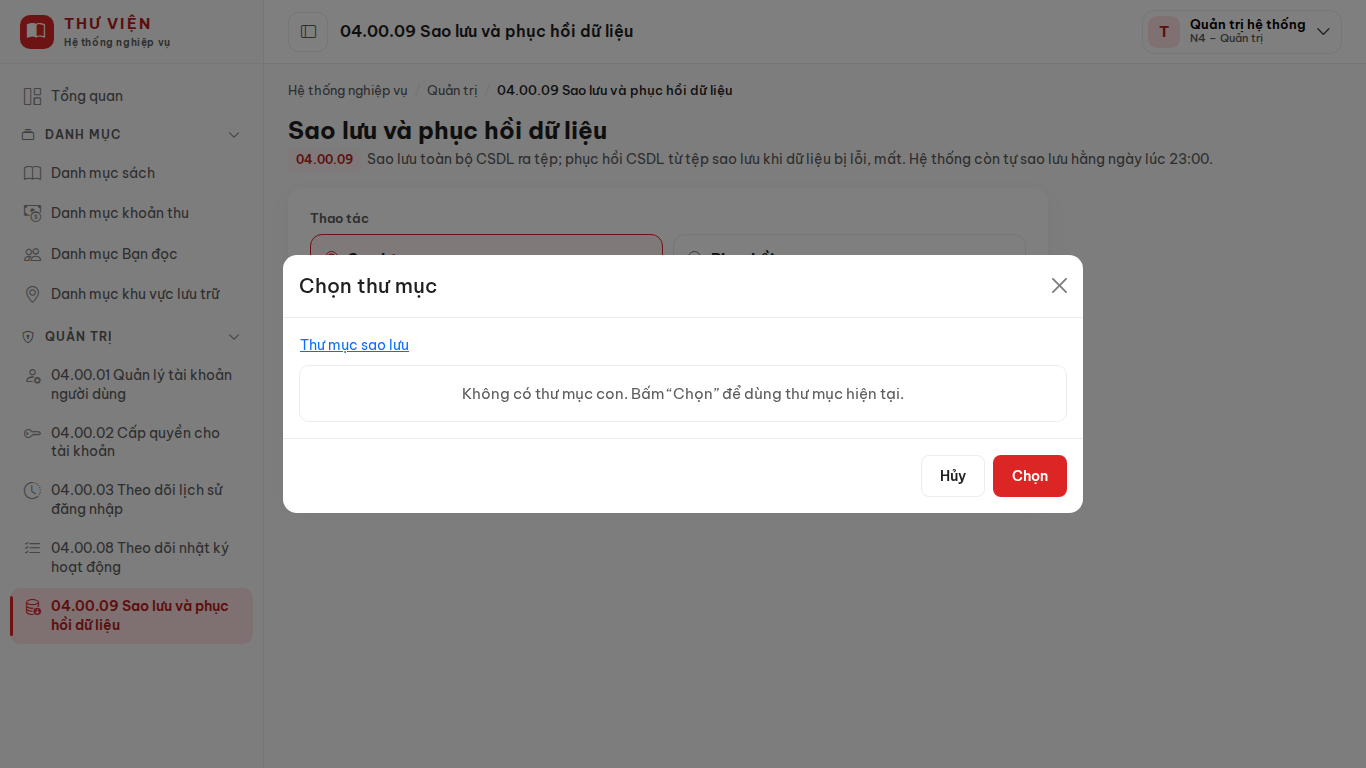 THƯ VIỆN
Hệ thống nghiệp vụ
04.00.09 Sao lưu và phục hồi dữ liệu
T
Quản trị hệ thống
N4 – Quản trị
Tổng quan
DANH MỤC
Danh mục sách
Danh mục khoản thu
Danh mục Bạn đọc
Danh mục khu vực lưu trữ
QUẢN TRỊ
04.00.01 Quản lý tài khoản
người dùng
04.00.02 Cấp quyền cho
tài khoản
04.00.03 Theo dõi lịch sử
đăng nhập
04.00.08 Theo dõi nhật ký
hoạt động
04.00.09 Sao lưu và phục
hồi dữ liệu
Hệ thống nghiệp vụ / Quản trị / 04.00.09 Sao lưu và phục hồi dữ liệu
Sao lưu và phục hồi dữ liệu
04.00.09 Sao lưu toàn bộ CSDL ra tệp; phục hồi CSDL từ tệp sao lưu khi dữ liệu bị lỗi, mất. Hệ thống còn tự sao lưu hằng ngày lúc 23:00.
Thao tác
Chọn thư mục
Thư mục sao lưu
Không có thư mục con. Bấm “Chọn” để dùng thư mục hiện tại.
Hủy
Chọn